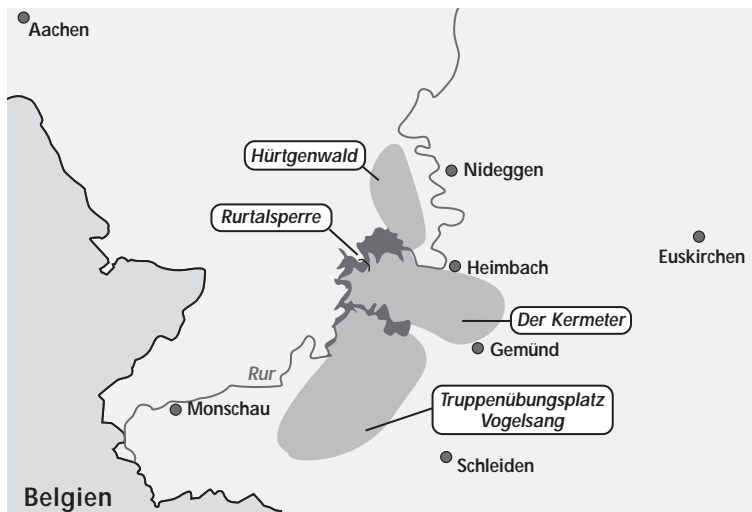 Aachen
Hürtgenwald
Nideggen
Rurtalsperre
Euskirchen
Heimbach
Der Kermeter
Gemünd
Rur
Truppenübungsplatz
Vogelsang
Monschau
Schleiden
Belgien